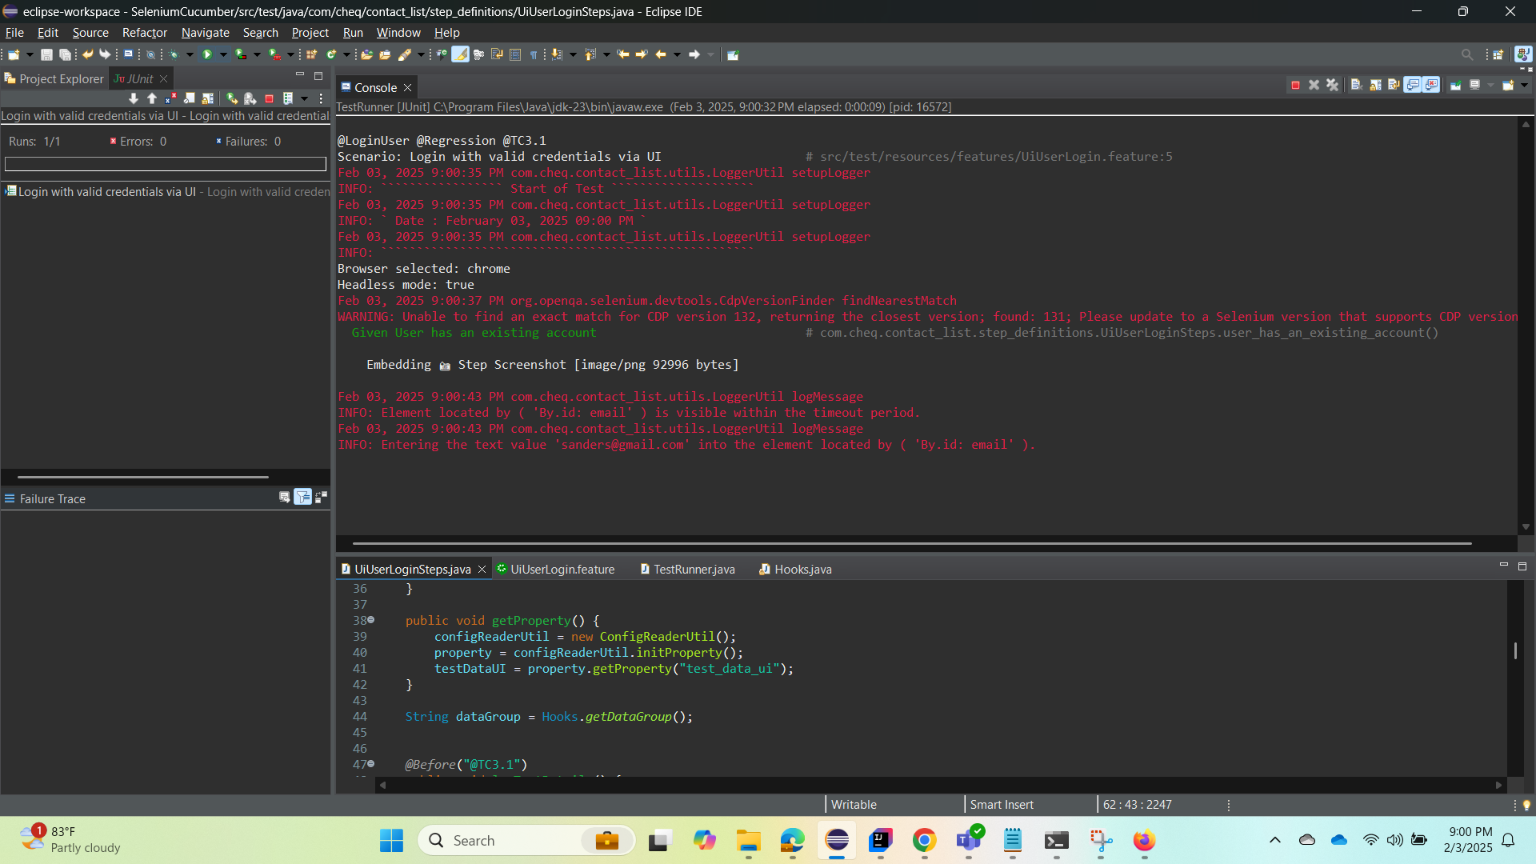 eclipse-workspace - SeleniumCucumber/src/test/java/com/cheq/contact_list/step_definitions/UiUserLoginSteps.java - Eclipse IDE
File Edit Source Refactor Navigate Search Project Run Window Help
Project Explorer JUnit
Console
TestRunner [JUnit] C:\Program Files\Java\jdk-23\bin\javaw.exe (Feb 3, 2025, 9:00:32 PM elapsed: 0:00:09) [pid: 16572]
Login with valid credentials via UI - Login with valid credential
Runs: 1/1 Errors: 0 Failures: 0
Login with valid credentials via UI - Login with valid creden
Failure Trace
@LoginUser @Regression @TC3.1
Scenario: Login with valid credentials via UI # src/test/resources/features/UiUserLogin.feature:5
Feb 03, 2025 9:00:35 PM com.cheq.contact_list.utils.LoggerUtil setupLogger
INFO: ````````````````` Start of Test ````````````````````
Feb 03, 2025 9:00:35 PM com.cheq.contact_list.utils.LoggerUtil setupLogger
INFO: ` Date : February 03, 2025 09:00 PM `
Feb 03, 2025 9:00:35 PM com.cheq.contact_list.utils.LoggerUtil setupLogger
INFO: ````````````````````````````````````````````````````
Browser selected: chrome
Headless mode: true
Feb 03, 2025 9:00:37 PM org.openqa.selenium.devtools.CdpVersionFinder findNearestMatch
WARNING: Unable to find an exact match for CDP version 132, returning the closest version; found: 131; Please update to a Selenium version that supports CDP version
Given User has an existing account # com.cheq.contact_list.step_definitions.UiUserLoginSteps.user_has_an_existing_account()
Embedding 📷 Step Screenshot [image/png 92996 bytes]
Feb 03, 2025 9:00:43 PM com.cheq.contact_list.utils.LoggerUtil logMessage
INFO: Element located by ( 'By.id: email' ) is visible within the timeout period.
Feb 03, 2025 9:00:43 PM com.cheq.contact_list.utils.LoggerUtil logMessage
INFO: Entering the text value 'sanders@gmail.com' into the element located by ( 'By.id: email' ).
UiUserLoginSteps.java UiUserLogin.feature TestRunner.java Hooks.java
36 }
37
38 public void getProperty() {
39 configReaderUtil = new ConfigReaderUtil();
40 property = configReaderUtil.initProperty();
41 testDataUI = property.getProperty("test_data_ui");
42 }
43
44 String dataGroup = Hooks.getDataGroup();
45
46
47 @Before("@TC3.1")
Writable Smart Insert 62 : 43 : 2247
1
83°F
Partly cloudy
Search
9:00 PM
2/3/2025